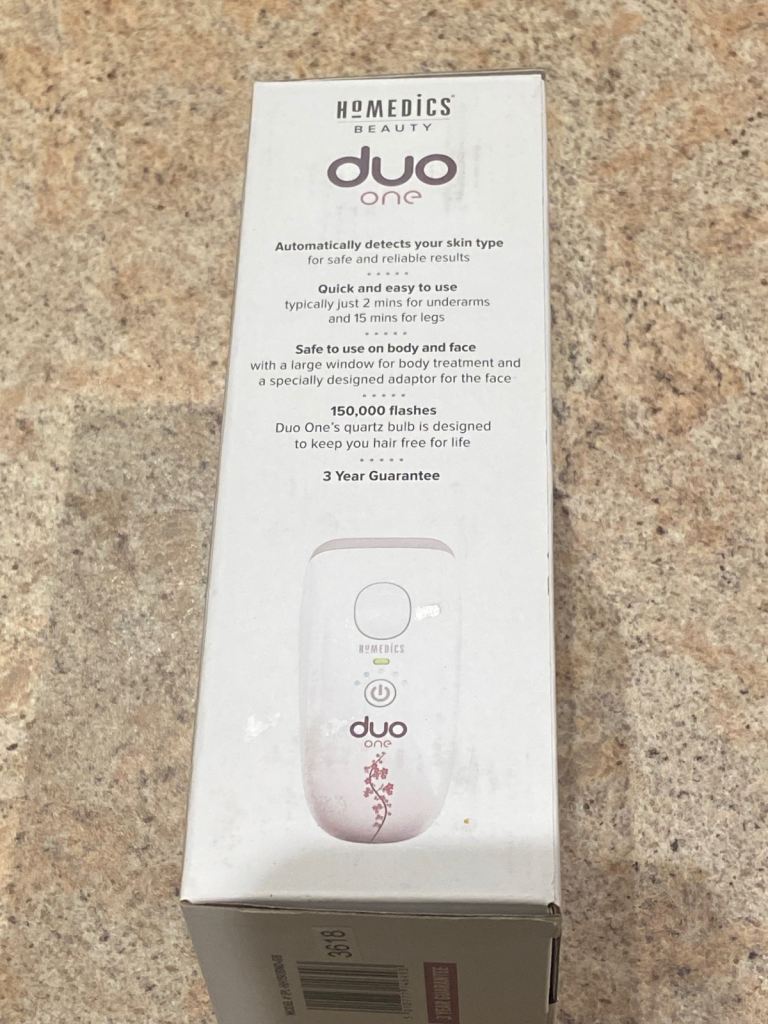 HoMEDiCS
BEAUTY
duo
one
Automatically detects your skin type
for safe and reliable results
Quick and easy to use
typically just 2 mins for underarms
and 15 mins for legs
Safe to use on body and face
with a large window for body treatment and
a specially designed adaptor for the face
150,000 flashes
Duo One's quartz bulb is designed
to keep you hair free for life
3 Year Guarantee
HoMEDiCS
duo
one
3618
3 YEAR GUARANTEE